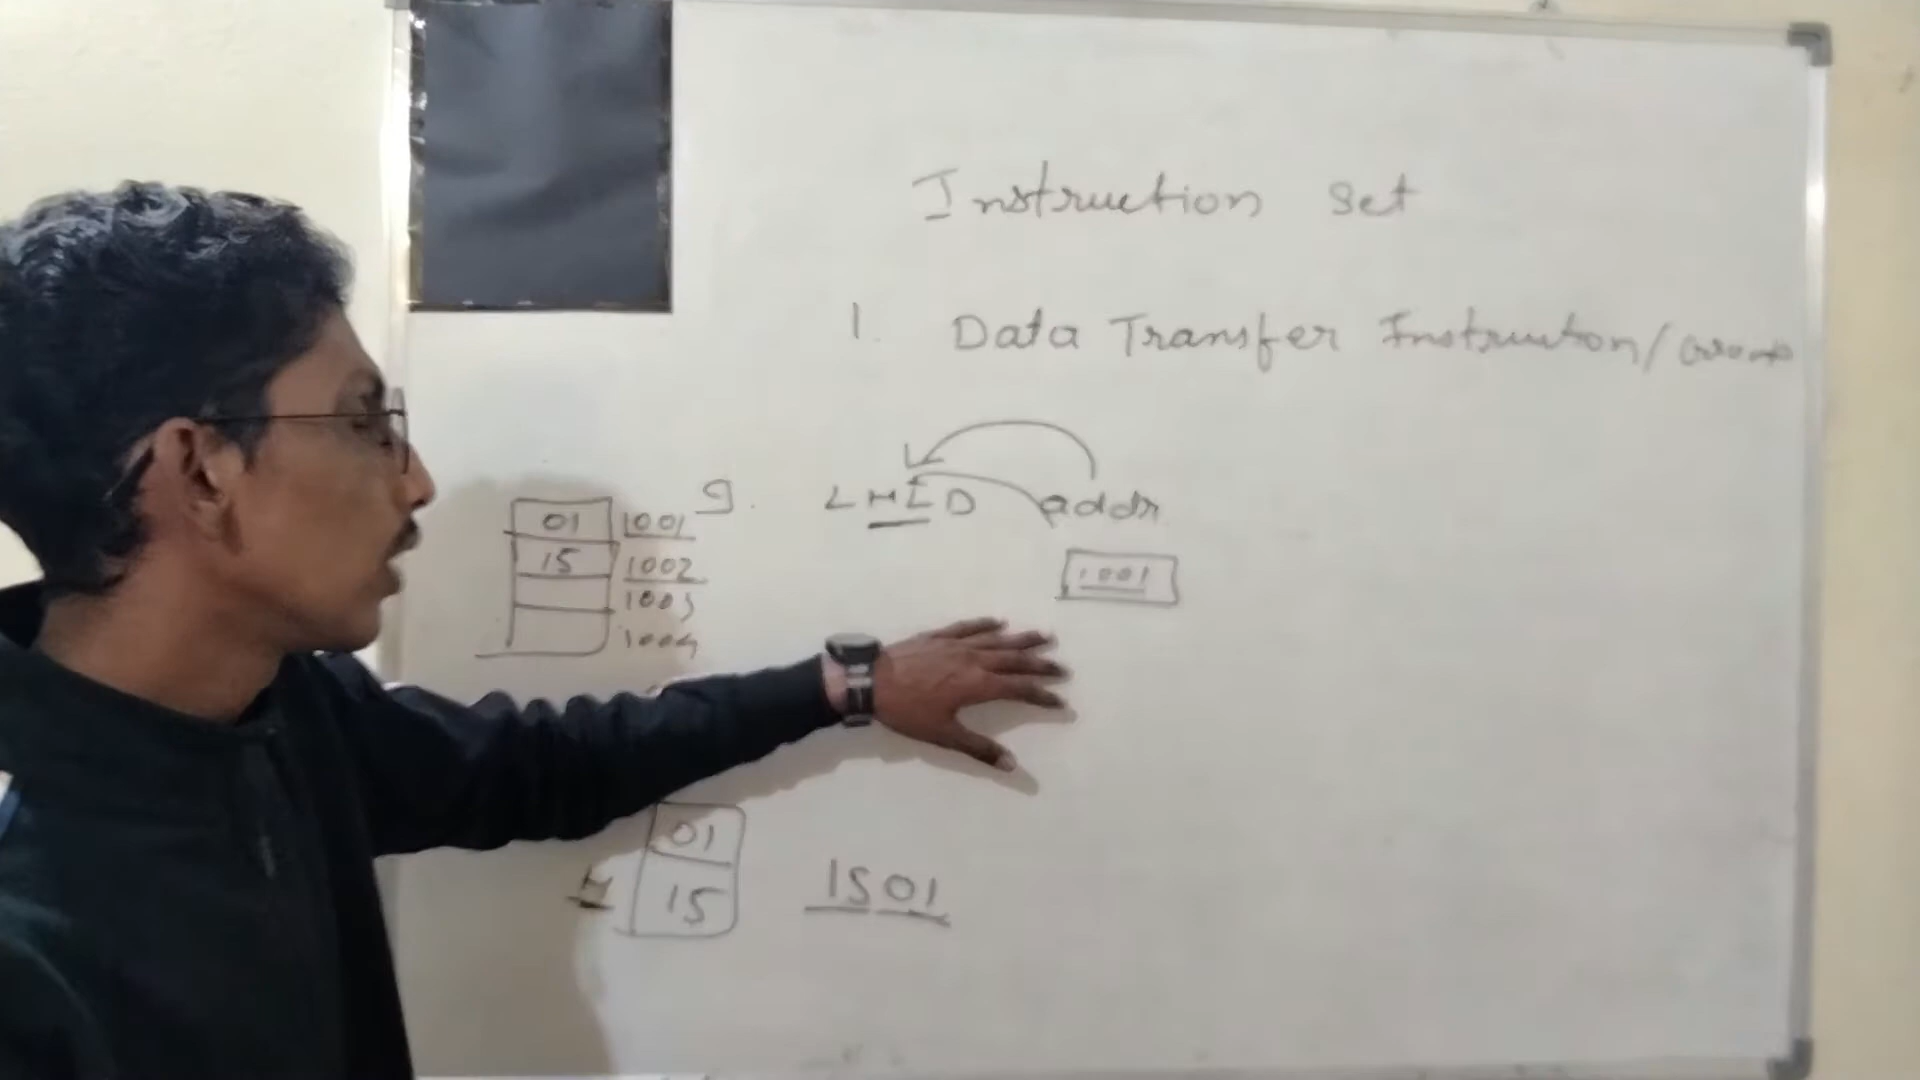 Instruction set
1. Data Transfer Instruction/
9. LHLD addr
01 1001
15 1002
1003
1004
1001
01
H 15
1501